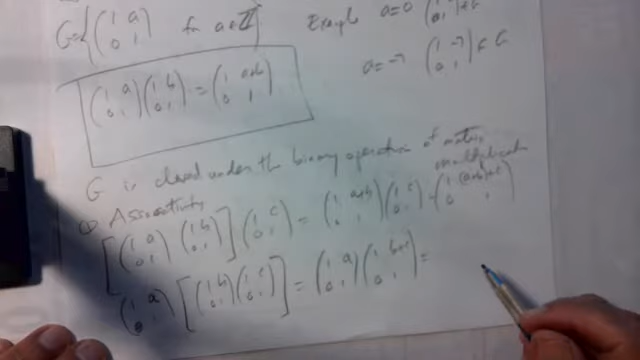 G = { ( 1 a 0 1 ) for a ∈ ℤ } Example a=0 ( 1 0 1 ) ∈ G
a=-7 ( 1 -7 0 1 ) ∈ G
( 1 a 0 1 ) ( 1 b 0 1 ) = ( 1 a+b 0 1 )
G is closed under the binary operation of matrix multiplication
① Associativity
[ ( 1 a 0 1 ) ( 1 b 0 1 ) ] ( 1 c 0 1 ) = ( 1 a+b 0 1 ) ( 1 c 0 1 ) = ( 1 (a+b)+c 0 1 )
( 1 a 0 1 ) [ ( 1 b 0 1 ) ( 1 c 0 1 ) ] = ( 1 a 0 1 ) ( 1 b+c 0 1 ) =